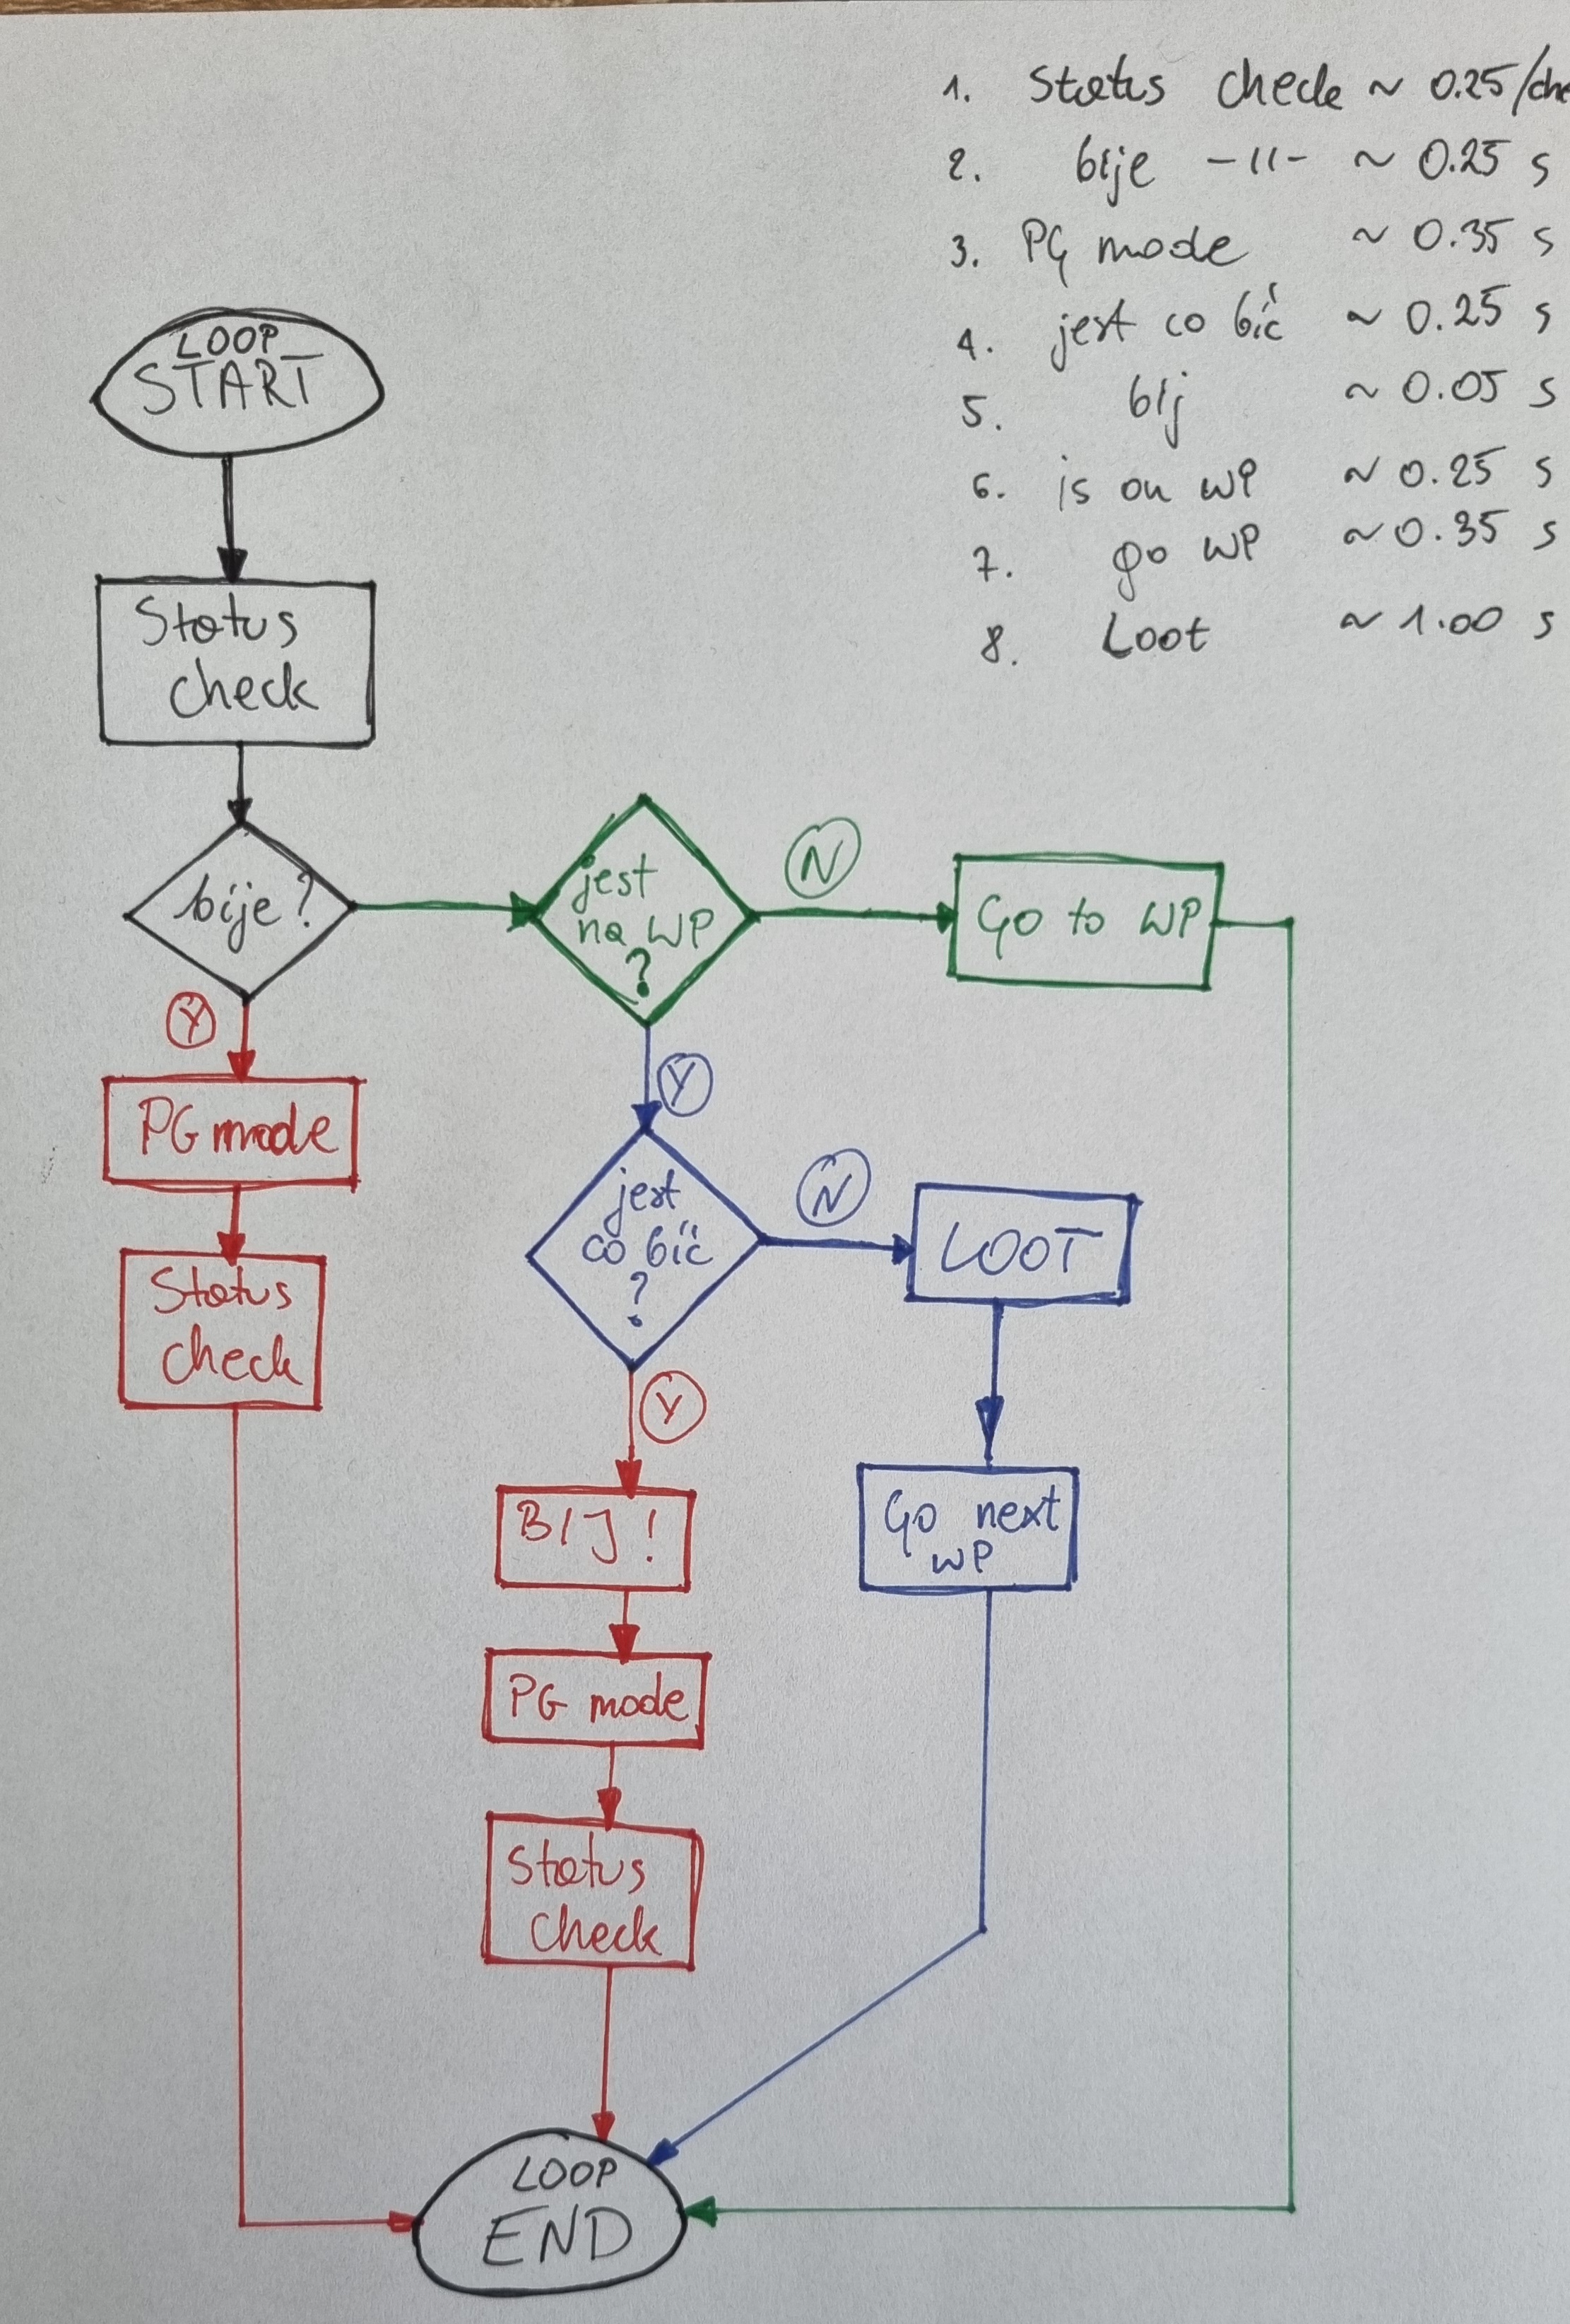 1. Status check ~ 0.25/che
2. bije -||- ~ 0.25 s
3. PG mode ~ 0.35 s
4. jest co bić ~ 0.25 s
5. bij ~ 0.05 s
6. is on WP ~ 0.25 s
7. go WP ~ 0.35 s
8. Loot ~ 1.00 s
LOOP
START
Status
check
bije?
jest
na WP
?
N
Go to WP
Y
PG mode
Status
check
Y
jest
co bić
?
N
LOOT
Go next
WP
Y
BIJ!
PG mode
Status
check
LOOP
END